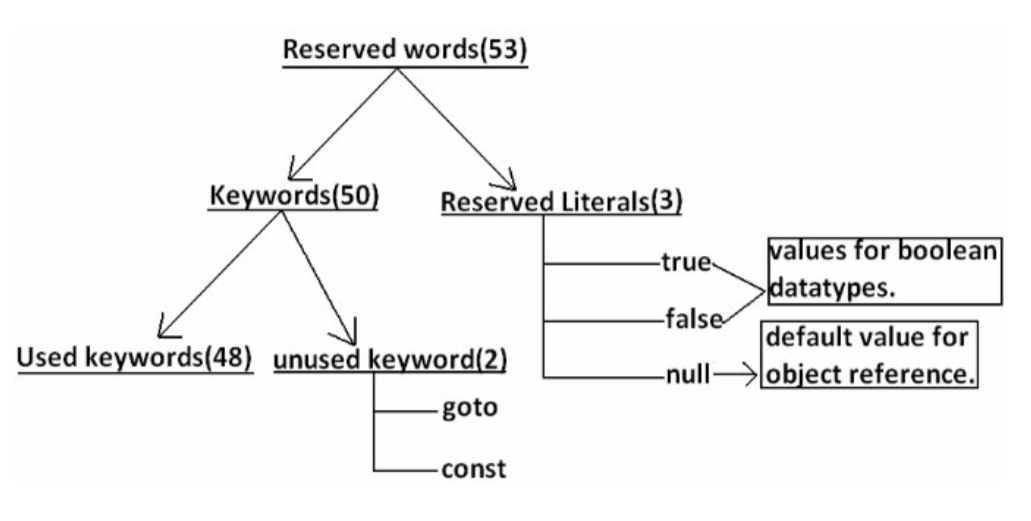 Reserved words(53)
Keywords(50)
Reserved Literals(3)
true
values for boolean
datatypes.
false
default value for
null
object reference.
Used keywords(48)
unused keyword(2)
goto
const